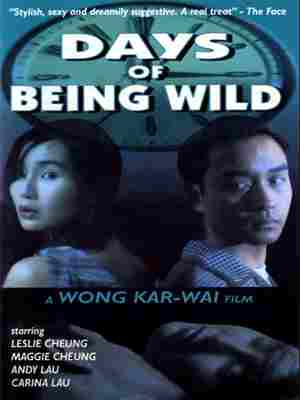 "Stylish, sexy and dreamily suggestive. A real treat" - The Face
DAYS
OF
BEING WILD
A WONG KAR-WAI FILM
starring
LESLIE CHEUNG
MAGGIE CHEUNG
ANDY LAU
CARINA LAU